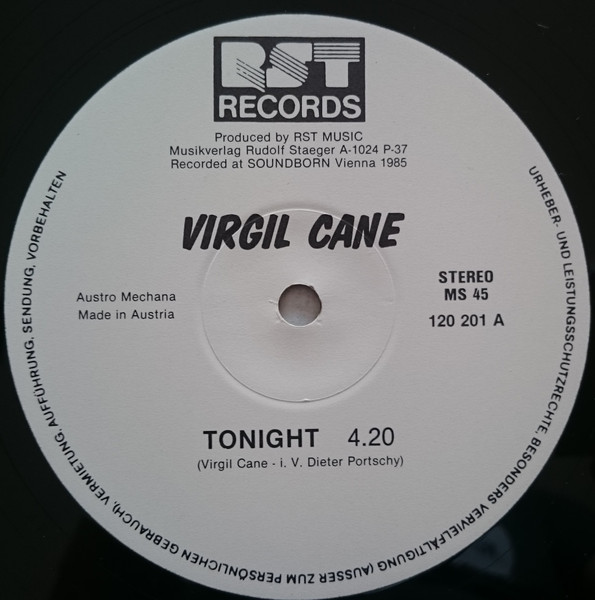 RST
RECORDS
Produced by RST MUSIC
Musikverlag Rudolf Staeger A-1024 P-37
Recorded at SOUNDBORN Vienna 1985
VIRGIL CANE
Austro Mechana
Made in Austria
STEREO
MS 45
120 201 A
TONIGHT 4.20
(Virgil Cane - i. V. Dieter Portschy)
URHEBER- UND LEISTUNGSSCHUTZRECHTE, BESONDERS VERVIELFÄLTIGUNG (AUSSER ZUM PERSÖNLICHEN GEBRAUCH), VERMIETUNG, AUFFÜHRUNG, SENDUNG, VORBEHALTEN